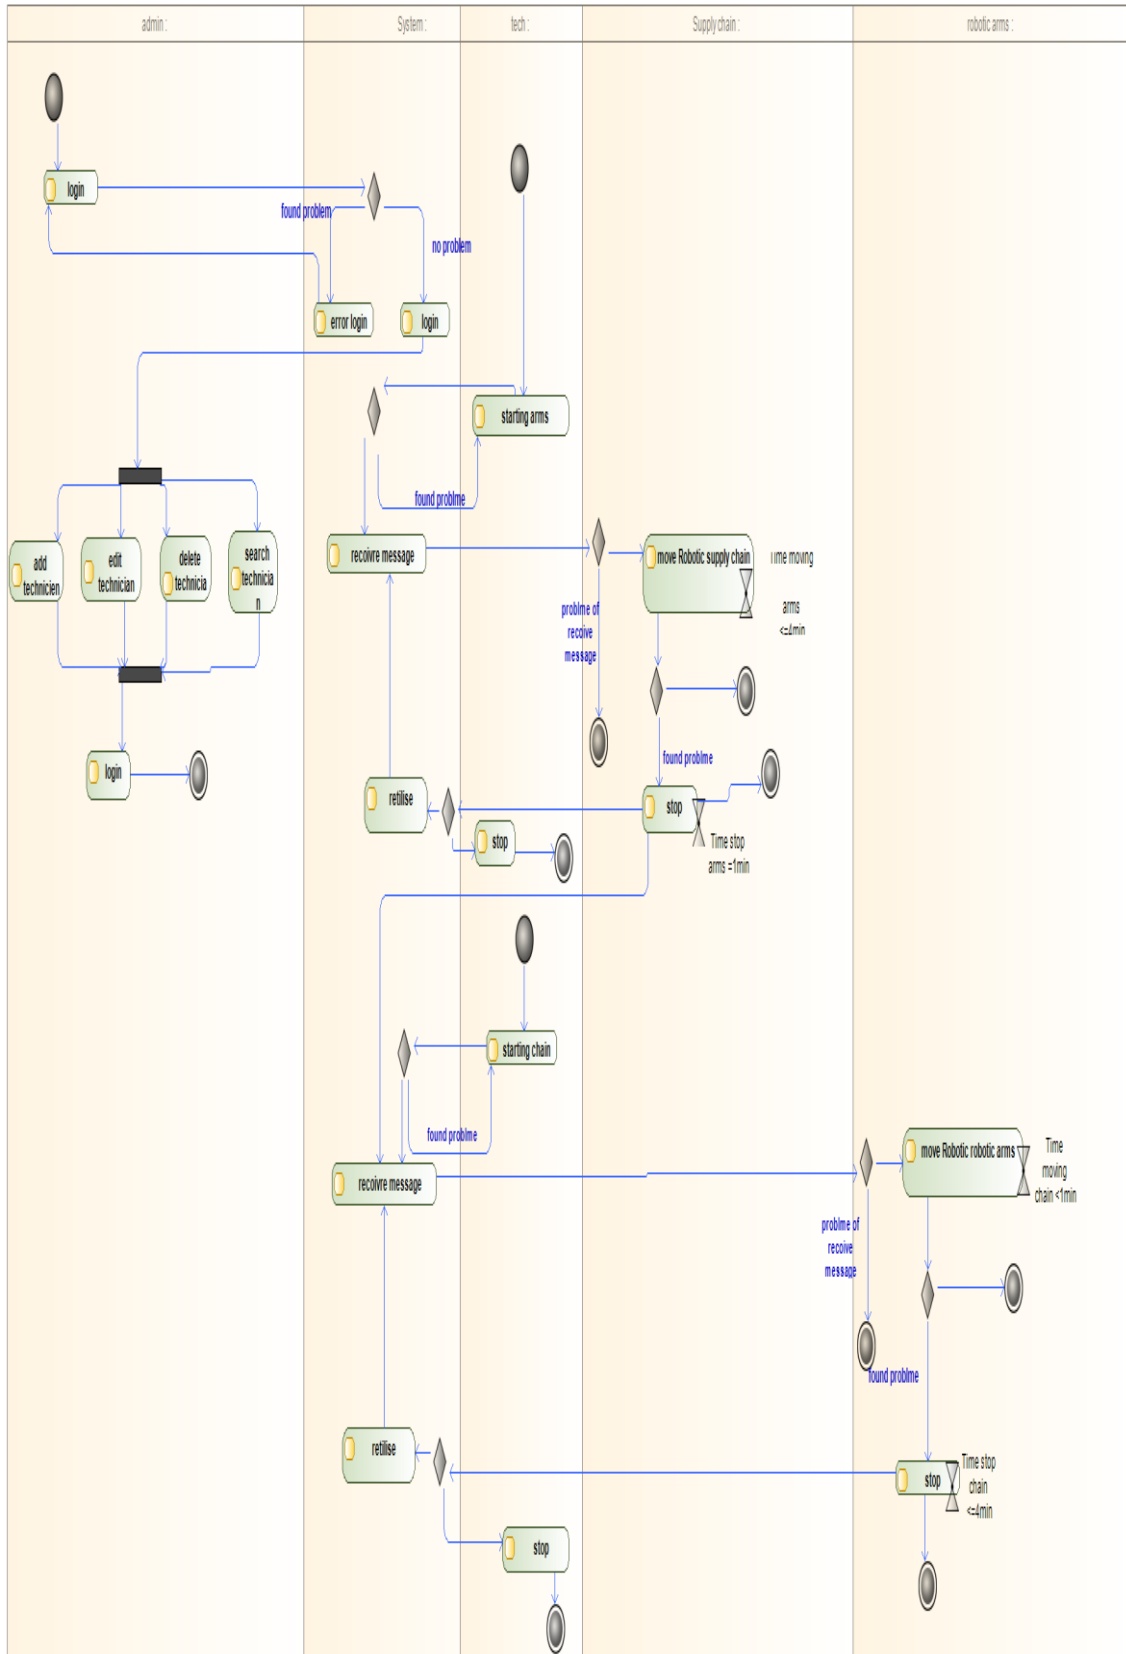 admin :
System :
tech :
Supply chain :
robotic arms :
login
found problem
no problem
error login
login
starting arms
found problme
add
technicien
edit
technician
delete
technicia
search
technicia
n
recoivre message
move Robotic supply chain
Time moving
arms
<=4min
problme of
recoive
message
found problme
login
retilise
stop
stop
Time stop
arms =1min
starting chain
found problme
recoivre message
move Robotic robotic arms
Time
moving
chain <1min
problme of
recoive
message
found problme
retilise
stop
Time stop
chain
<=4min
stop